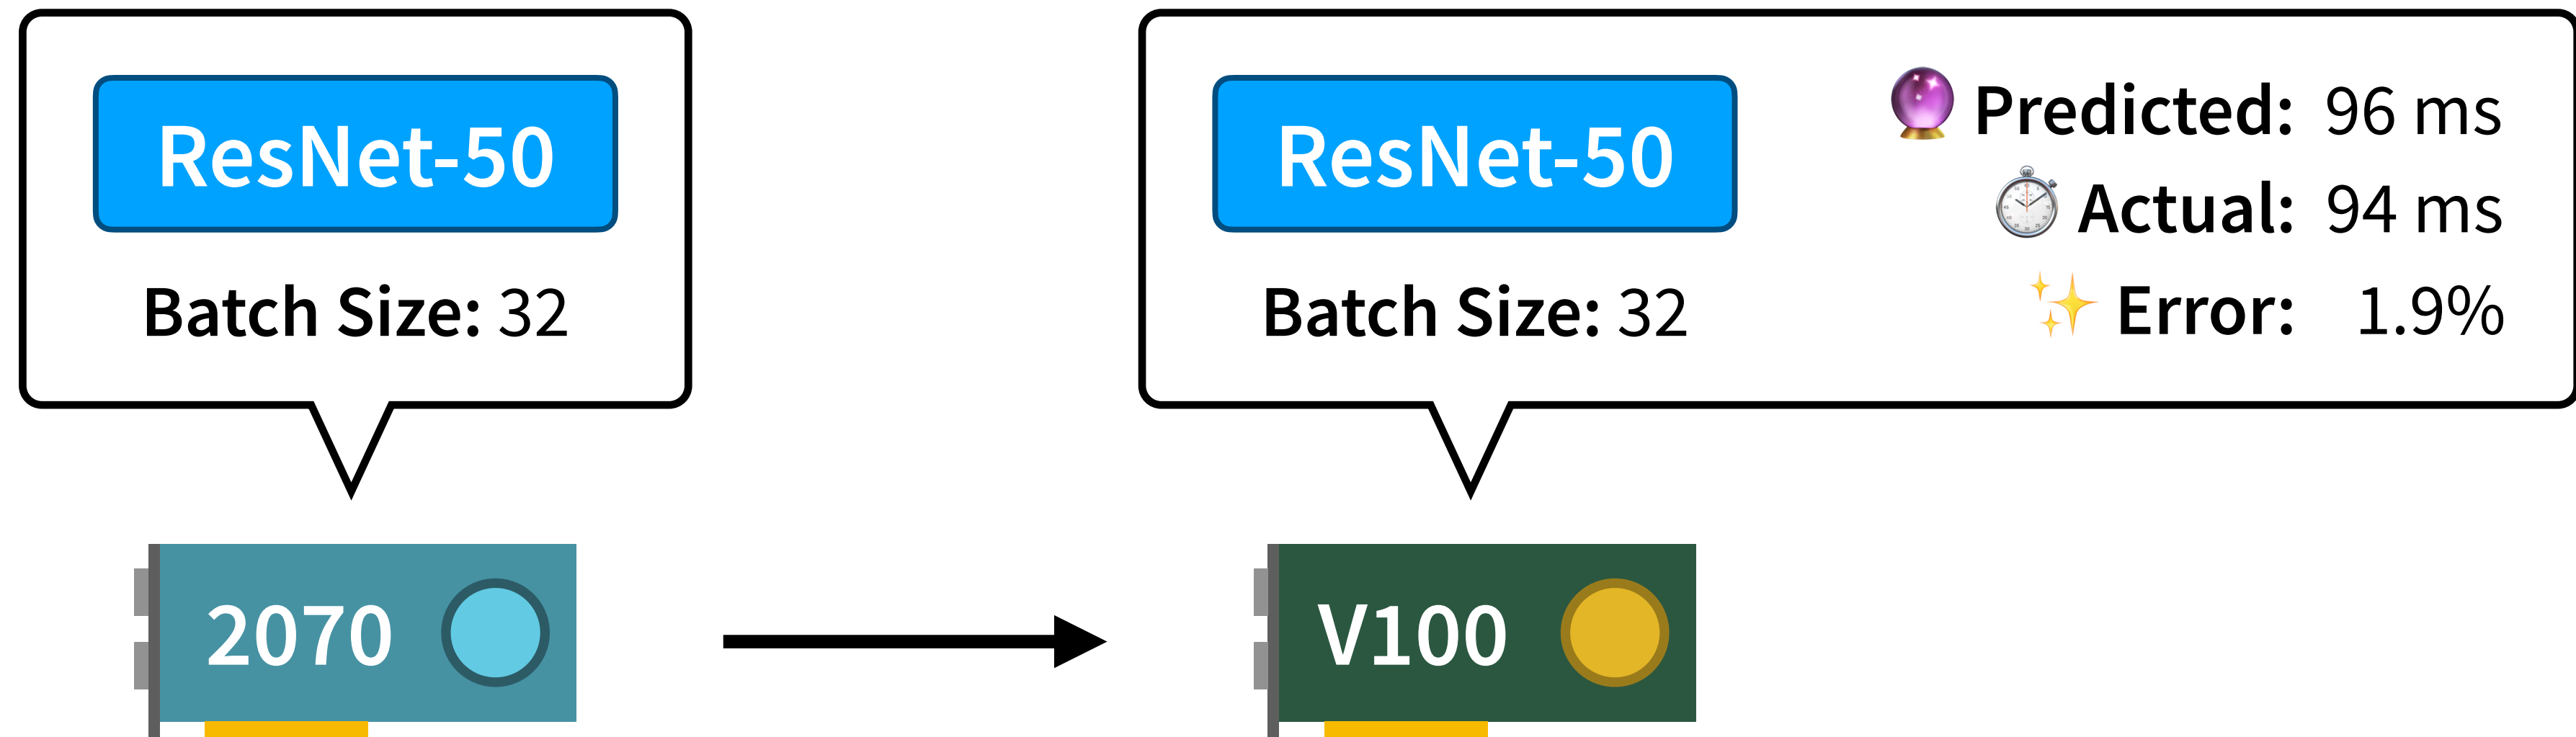 ResNet-50
Batch Size: 32
2070
ResNet-50
Batch Size: 32
Predicted: 96 ms
Actual: 94 ms
Error: 1.9%
V100